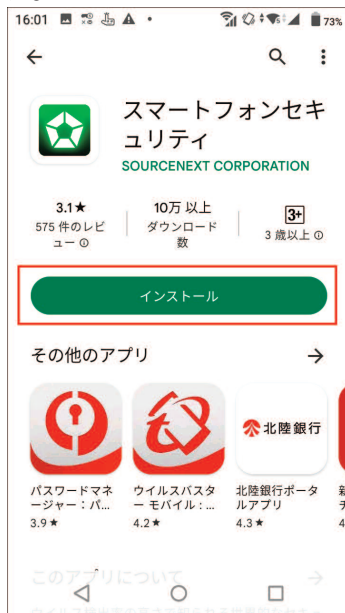 16:01
73%
スマートフォンセキ
ュリティ
SOURCENEXT CORPORATION
3.1★
575 件のレビ
ュー
10万 以上
ダウンロード
数
3+
3 歳以上
インストール
その他のアプリ
北陸銀行
パスワードマネ
ージャー：パ...
3.9★
ウイルスバスタ
ー モバイル：...
4.2★
北陸銀行ポータ
ルアプリ
4.3★
4
このアプリについて